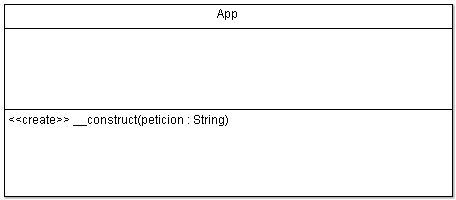 App
<<create>> __construct(peticion : String)